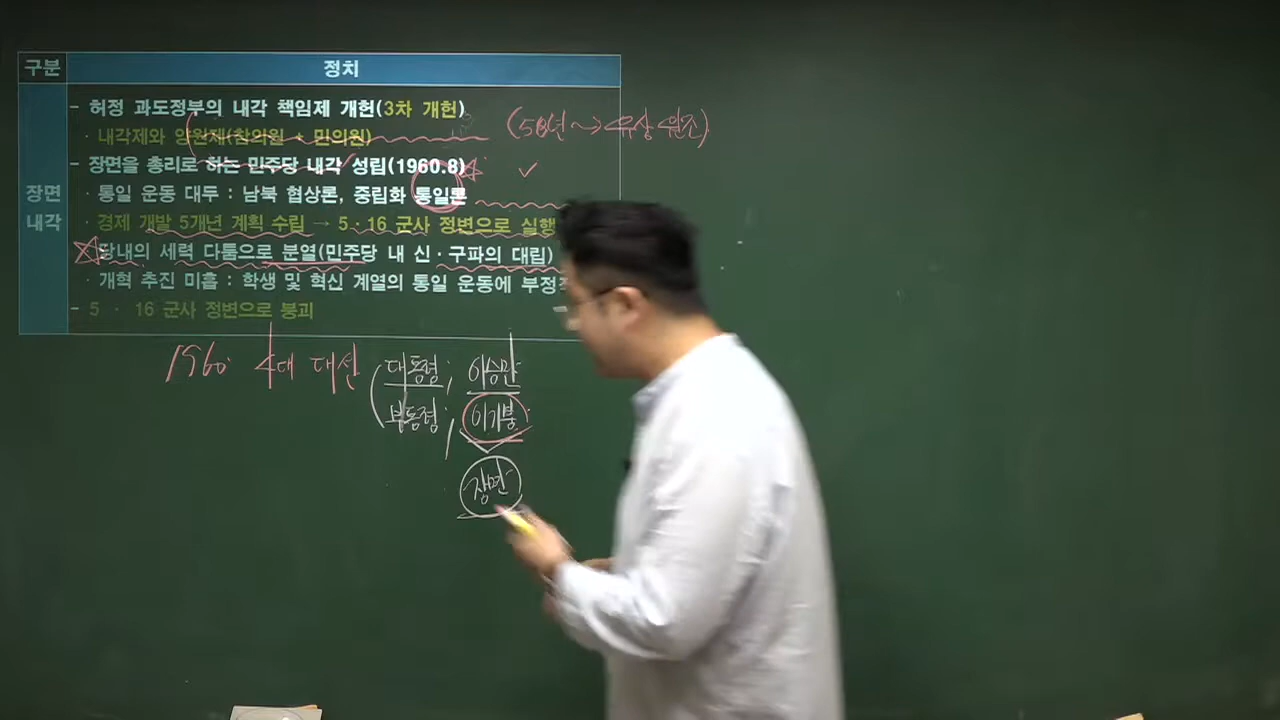 구분 정치
장면 내각
- 허정 과도정부의 내각 책임제 개헌(3차 개헌)
· 내각제와 양원제(참의원 + 민의원)
(58년~> 유상 원조)
- 장면을 총리로 하는 민주당 내각 성립(1960.8)
· 통일 운동 대두 : 남북 협상론, 중립화 통일론
· 경제 개발 5개년 계획 수립 → 5·16 군사 정변으로 실행
당내의 세력 다툼으로 분열(민주당 내 신·구파의 대립)
· 개혁 추진 미흡 : 학생 및 혁신 계열의 통일 운동에 부정적
- 5 · 16 군사 정변으로 붕괴
1960 4대 대선 (대통령; 이승만
부통령, 이기붕
장면